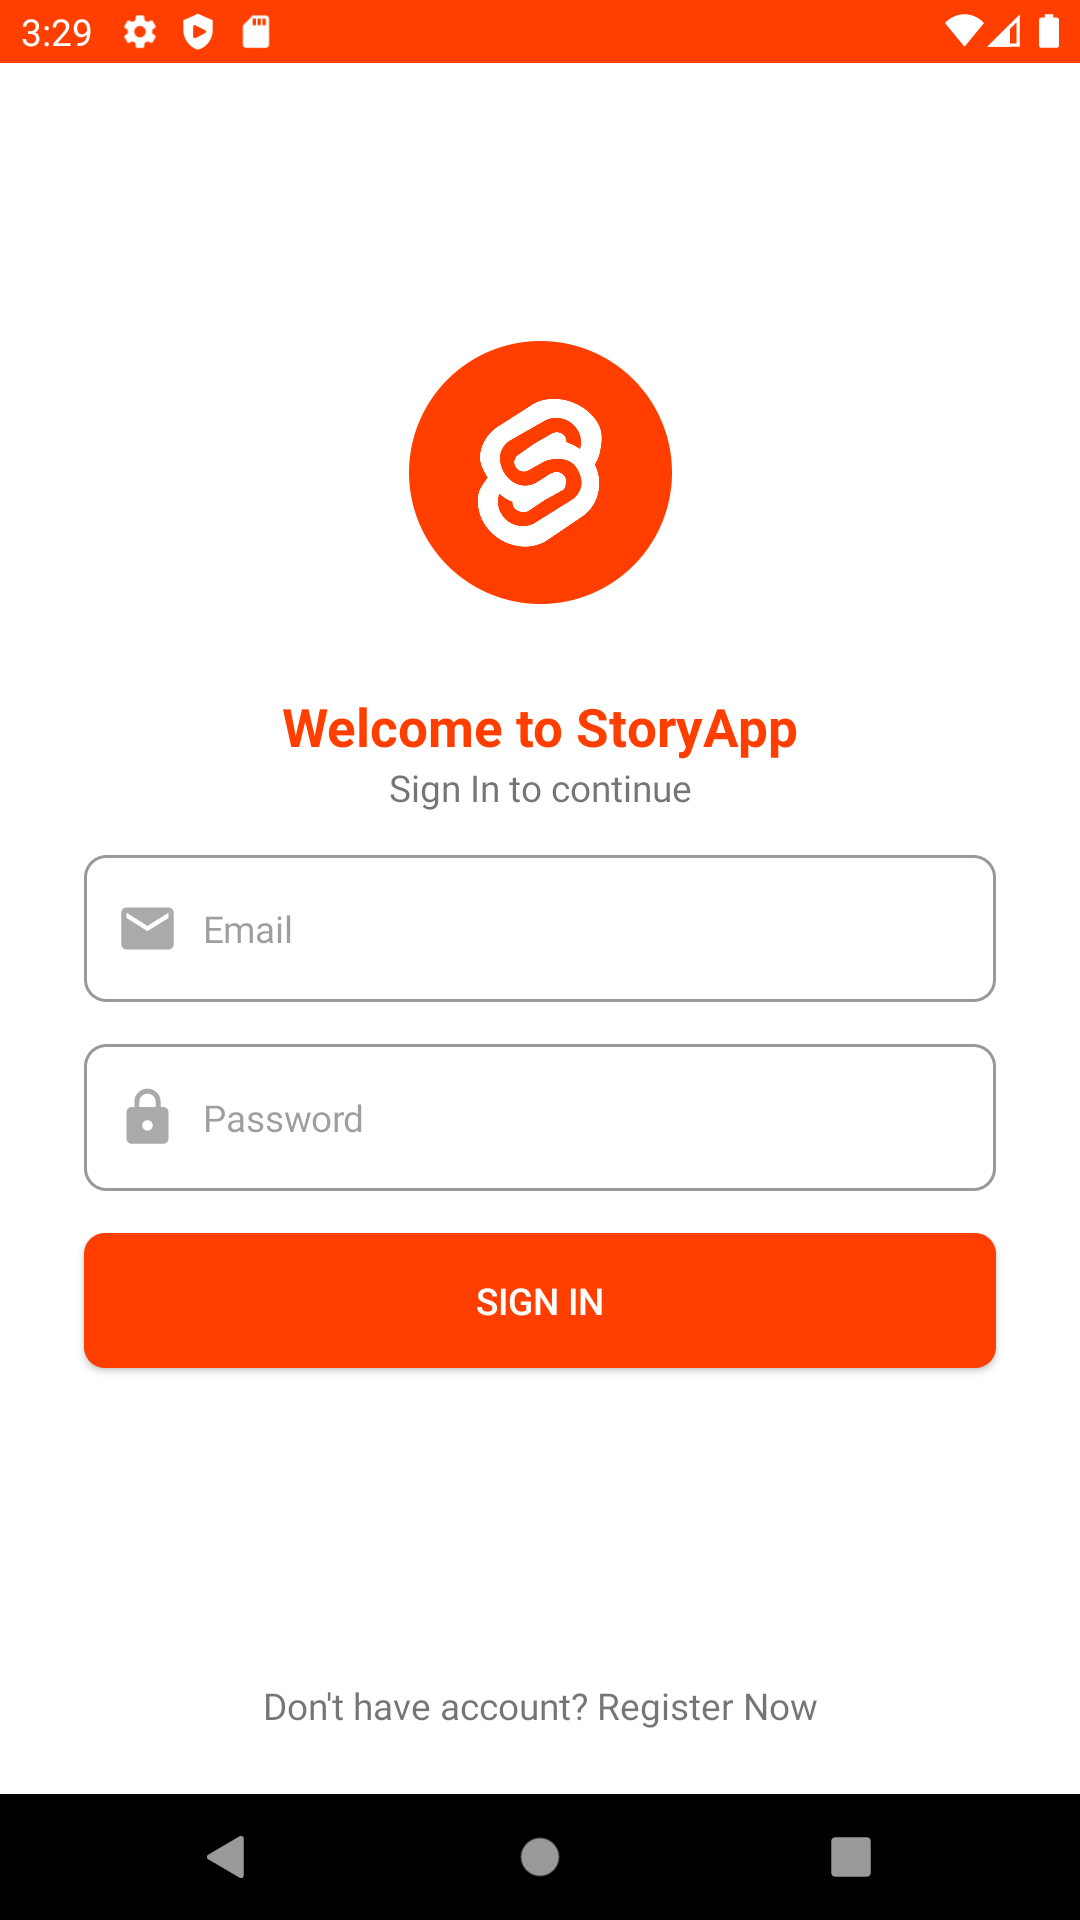 3:29
Welcome to StoryApp
Sign In to continue
Email
Password
SIGN IN
Don't have account? Register Now